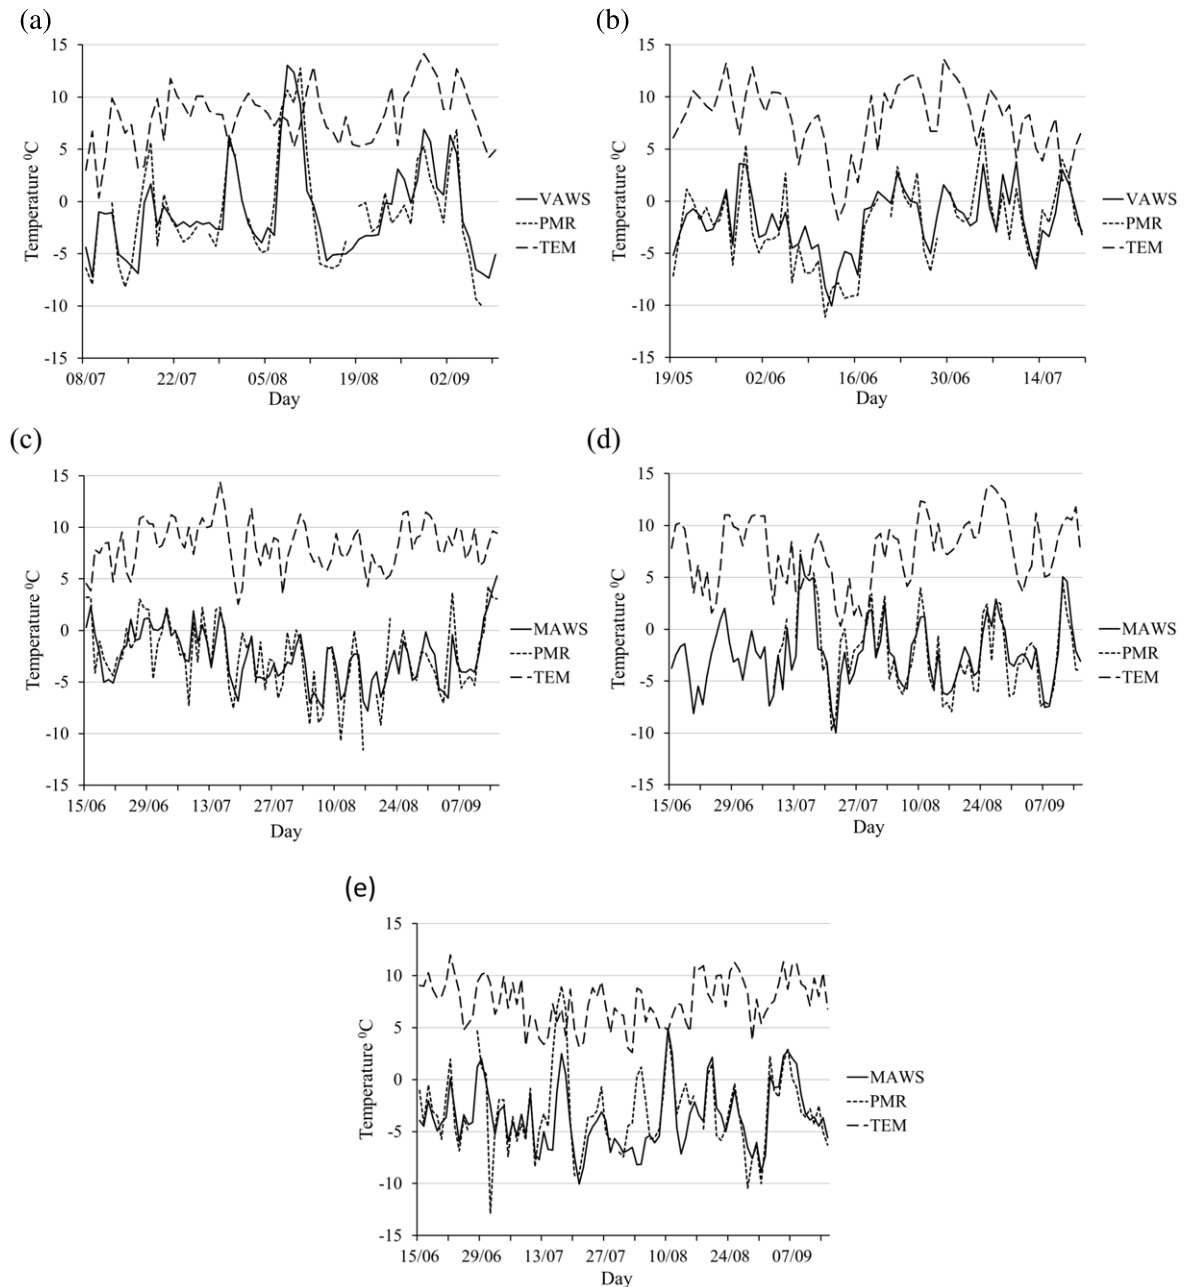 (a)
15
10
5
0
-5
-10
-15
Temperature ⁰C
08/07 22/07 05/08 19/08 02/09
Day
VAWS
PMR
TEM
(b)
15
10
5
0
-5
-10
-15
Temperature ⁰C
19/05 02/06 16/06 30/06 14/07
Day
VAWS
PMR
TEM
(c)
15
10
5
0
-5
-10
-15
Temperature ⁰C
15/06 29/06 13/07 27/07 10/08 24/08 07/09
Day
MAWS
PMR
TEM
(d)
15
10
5
0
-5
-10
-15
Temperature ⁰C
15/06 29/06 13/07 27/07 10/08 24/08 07/09
Day
MAWS
PMR
TEM
(e)
15
10
5
0
-5
-10
-15
Temperature ⁰C
15/06 29/06 13/07 27/07 10/08 24/08 07/09
Day
MAWS
PMR
TEM